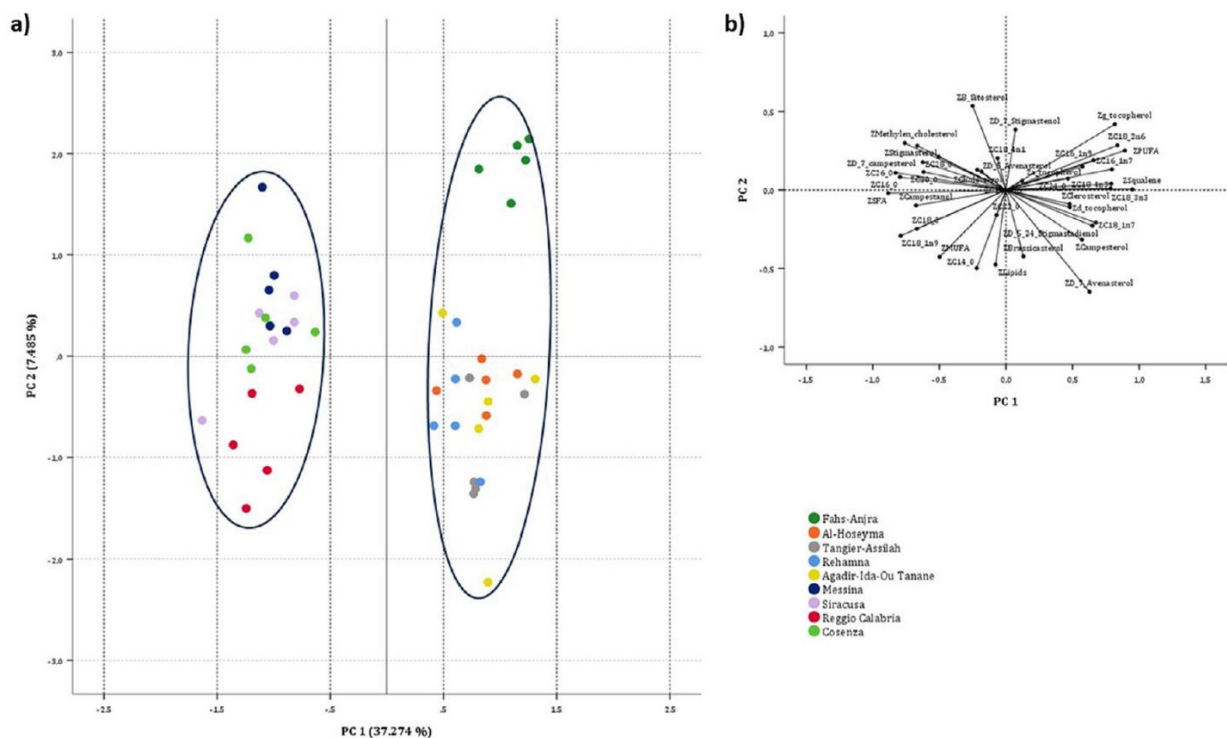 a)
3.0
2.0
1.0
.0
-1.0
-2.0
-3.0
PC 2 (7.485 %)
-2.5
-1.5
.5
1.5
2.5
PC 1 (37.274 %)
b)
1.0
0.5
0.0
-0.5
-1.0
PC 2
ZB_Sitosterol
ZD_7_Stigmastenol
Zg_tocopherol
ZMethylen_cholesterol
ZC18_2n6
ZStigmasterol
ZC18_4n1
ZC16_1n9
ZPUFA
ZD_7_campesterol
ZD_5_Avenasterol
ZC16_1n7
ZC26_0
ZC20_0
ZSqualene
ZC16_0
ZSFA
ZCampestanol
ZC22_0
ZClerosterol
ZC18_3n3
Zd_tocopherol
ZC18_1n7
ZC18_1n9
ZMUFA
ZD_5_24_Stigmastadienol
ZBrassicasterol
ZCampesterol
ZC14_0
ZLipids
ZD_7_Avenasterol
-1.5
-1.0
-0.5
0.0
0.5
1.0
1.5
PC 1
Fahs-Anjra
Al-Hoseyma
Tangier-Assilah
Rehamna
Agadir-Ida-Ou Tanane
Messina
Siracusa
Reggio Calabria
Cosenza